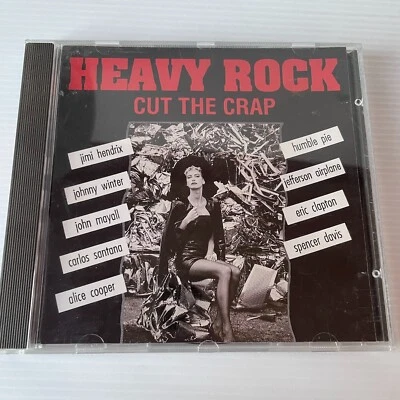 HEAVY ROCK
CUT THE CRAP
jimi hendrix
johnny winter
john mayall
carlos santana
alice cooper
humble pie
jefferson airplane
eric clapton
spencer davis